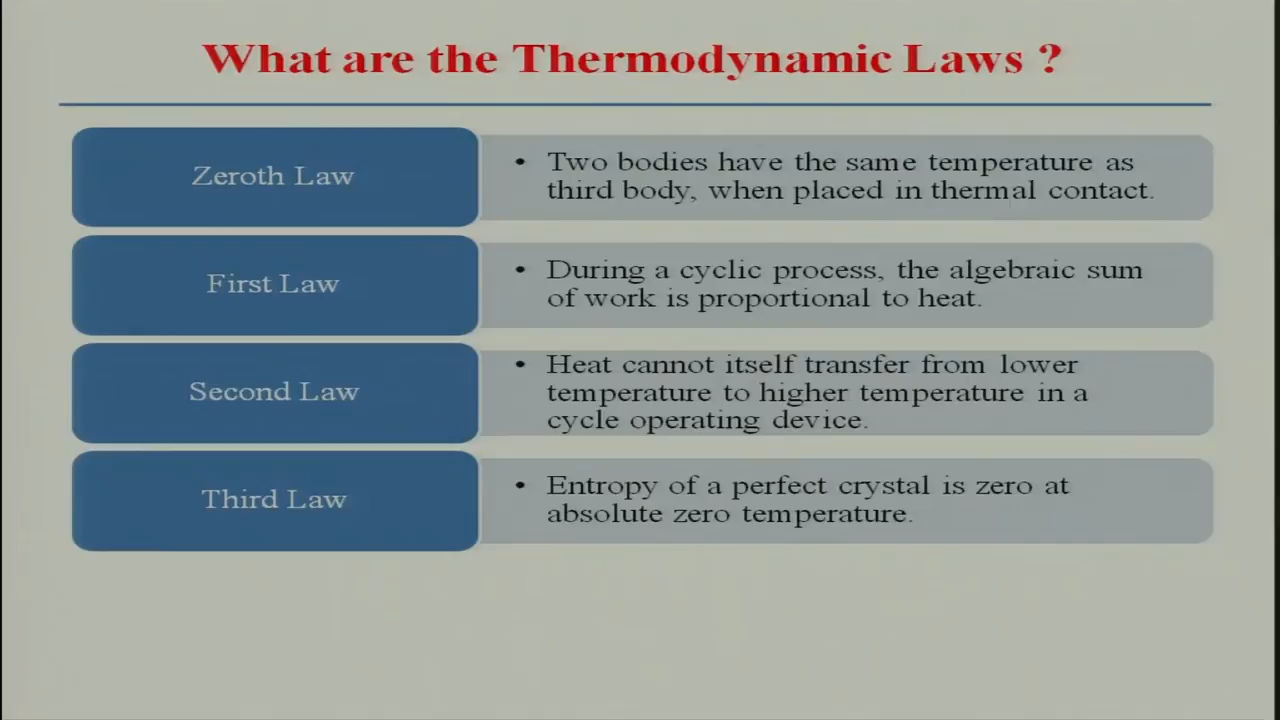 What are the Thermodynamic Laws ?
Zeroth Law
• Two bodies have the same temperature as
third body, when placed in thermal contact.
First Law
• During a cyclic process, the algebraic sum
of work is proportional to heat.
Second Law
• Heat cannot itself transfer from lower
temperature to higher temperature in a
cycle operating device.
Third Law
• Entropy of a perfect crystal is zero at
absolute zero temperature.